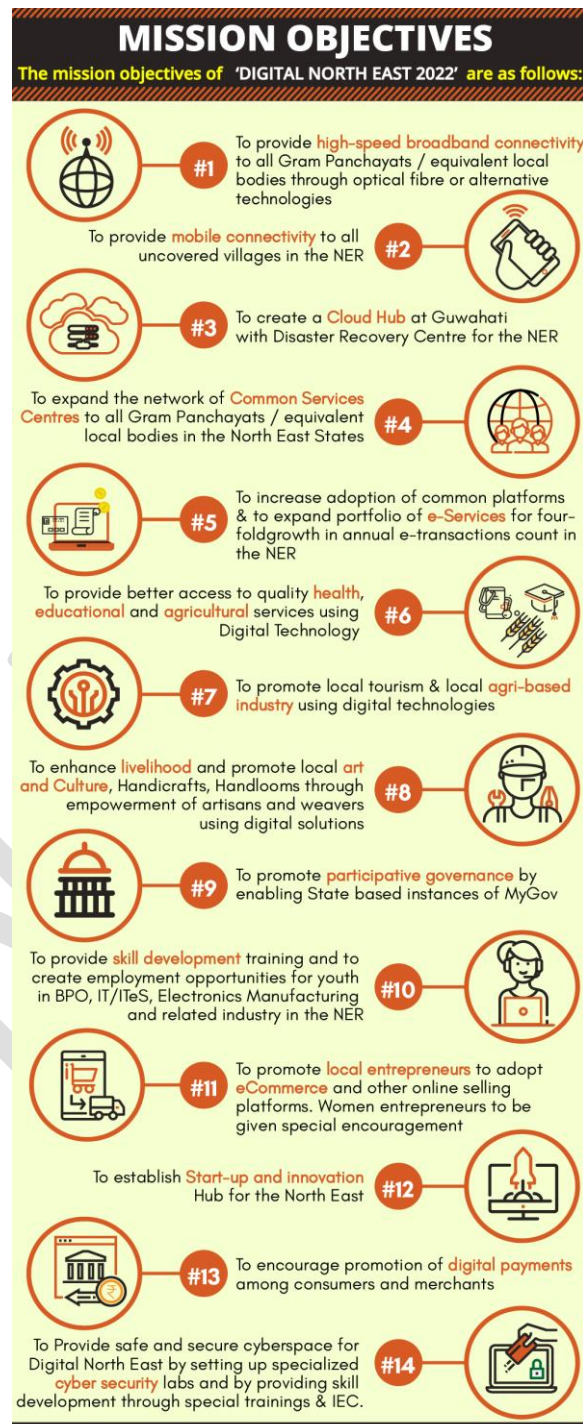 MISSION OBJECTIVES
The mission objectives of 'DIGITAL NORTH EAST 2022' are as follows:
#1
To provide high-speed broadband connectivity
to all Gram Panchayats / equivalent local
bodies through optical fibre or alternative
technologies
To provide mobile connectivity to all
uncovered villages in the NER
#2
#3
To create a Cloud Hub at Guwahati
with Disaster Recovery Centre for the NER
To expand the network of Common Services
Centres to all Gram Panchayats / equivalent
local bodies in the North East States
#4
#5
To increase adoption of common platforms
& to expand portfolio of e-Services for four-
foldgrowth in annual e-transactions count in
the NER
To provide better access to quality health,
educational and agricultural services using
Digital Technology
#6
#7
To promote local tourism & local agri-based
industry using digital technologies
To enhance livelihood and promote local art
and Culture, Handicrafts, Handlooms through
empowerment of artisans and weavers
using digital solutions
#8
#9
To promote participative governance by
enabling State based instances of MyGov
To provide skill development training and to
create employment opportunities for youth
in BPO, IT/ITeS, Electronics Manufacturing
and related industry in the NER
#10
#11
To promote local entrepreneurs to adopt
eCommerce and other online selling
platforms. Women entrepreneurs to be
given special encouragement
To establish Start-up and innovation
Hub for the North East
#12
#13
To encourage promotion of digital payments
among consumers and merchants
To Provide safe and secure cyberspace for
Digital North East by setting up specialized
cyber security labs and by providing skill
development through special trainings & IEC.
#14